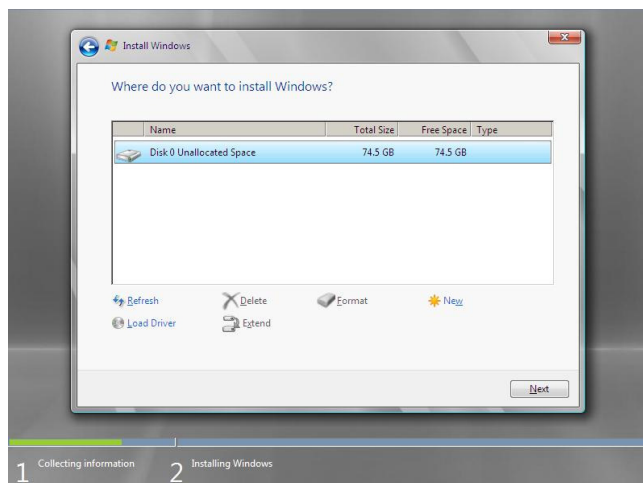 Install Windows
Where do you want to install Windows?
Name Total Size Free Space Type
Disk 0 Unallocated Space 74.5 GB 74.5 GB
Refresh Delete Format New
Load Driver Extend
Next
1 Collecting information 2 Installing Windows